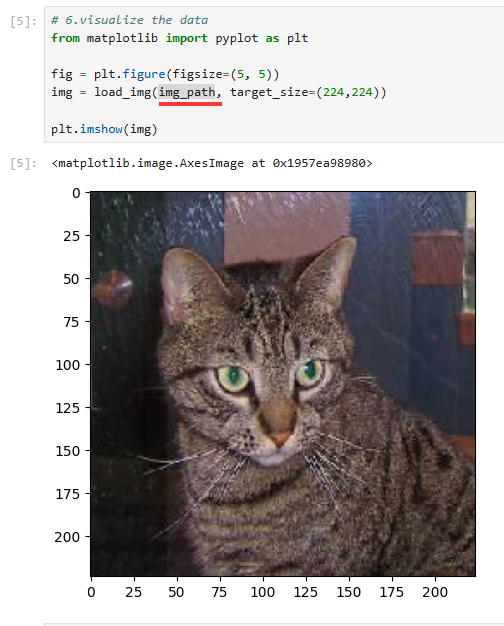 [5]: # 6.visualize the data
from matplotlib import pyplot as plt
fig = plt.figure(figsize=(5, 5))
img = load_img(img_path, target_size=(224,224))
plt.imshow(img)
[5]: <matplotlib.image.AxesImage at 0x1957ea98980>
0
25
50
75
100
125
150
175
200
0 25 50 75 100 125 150 175 200